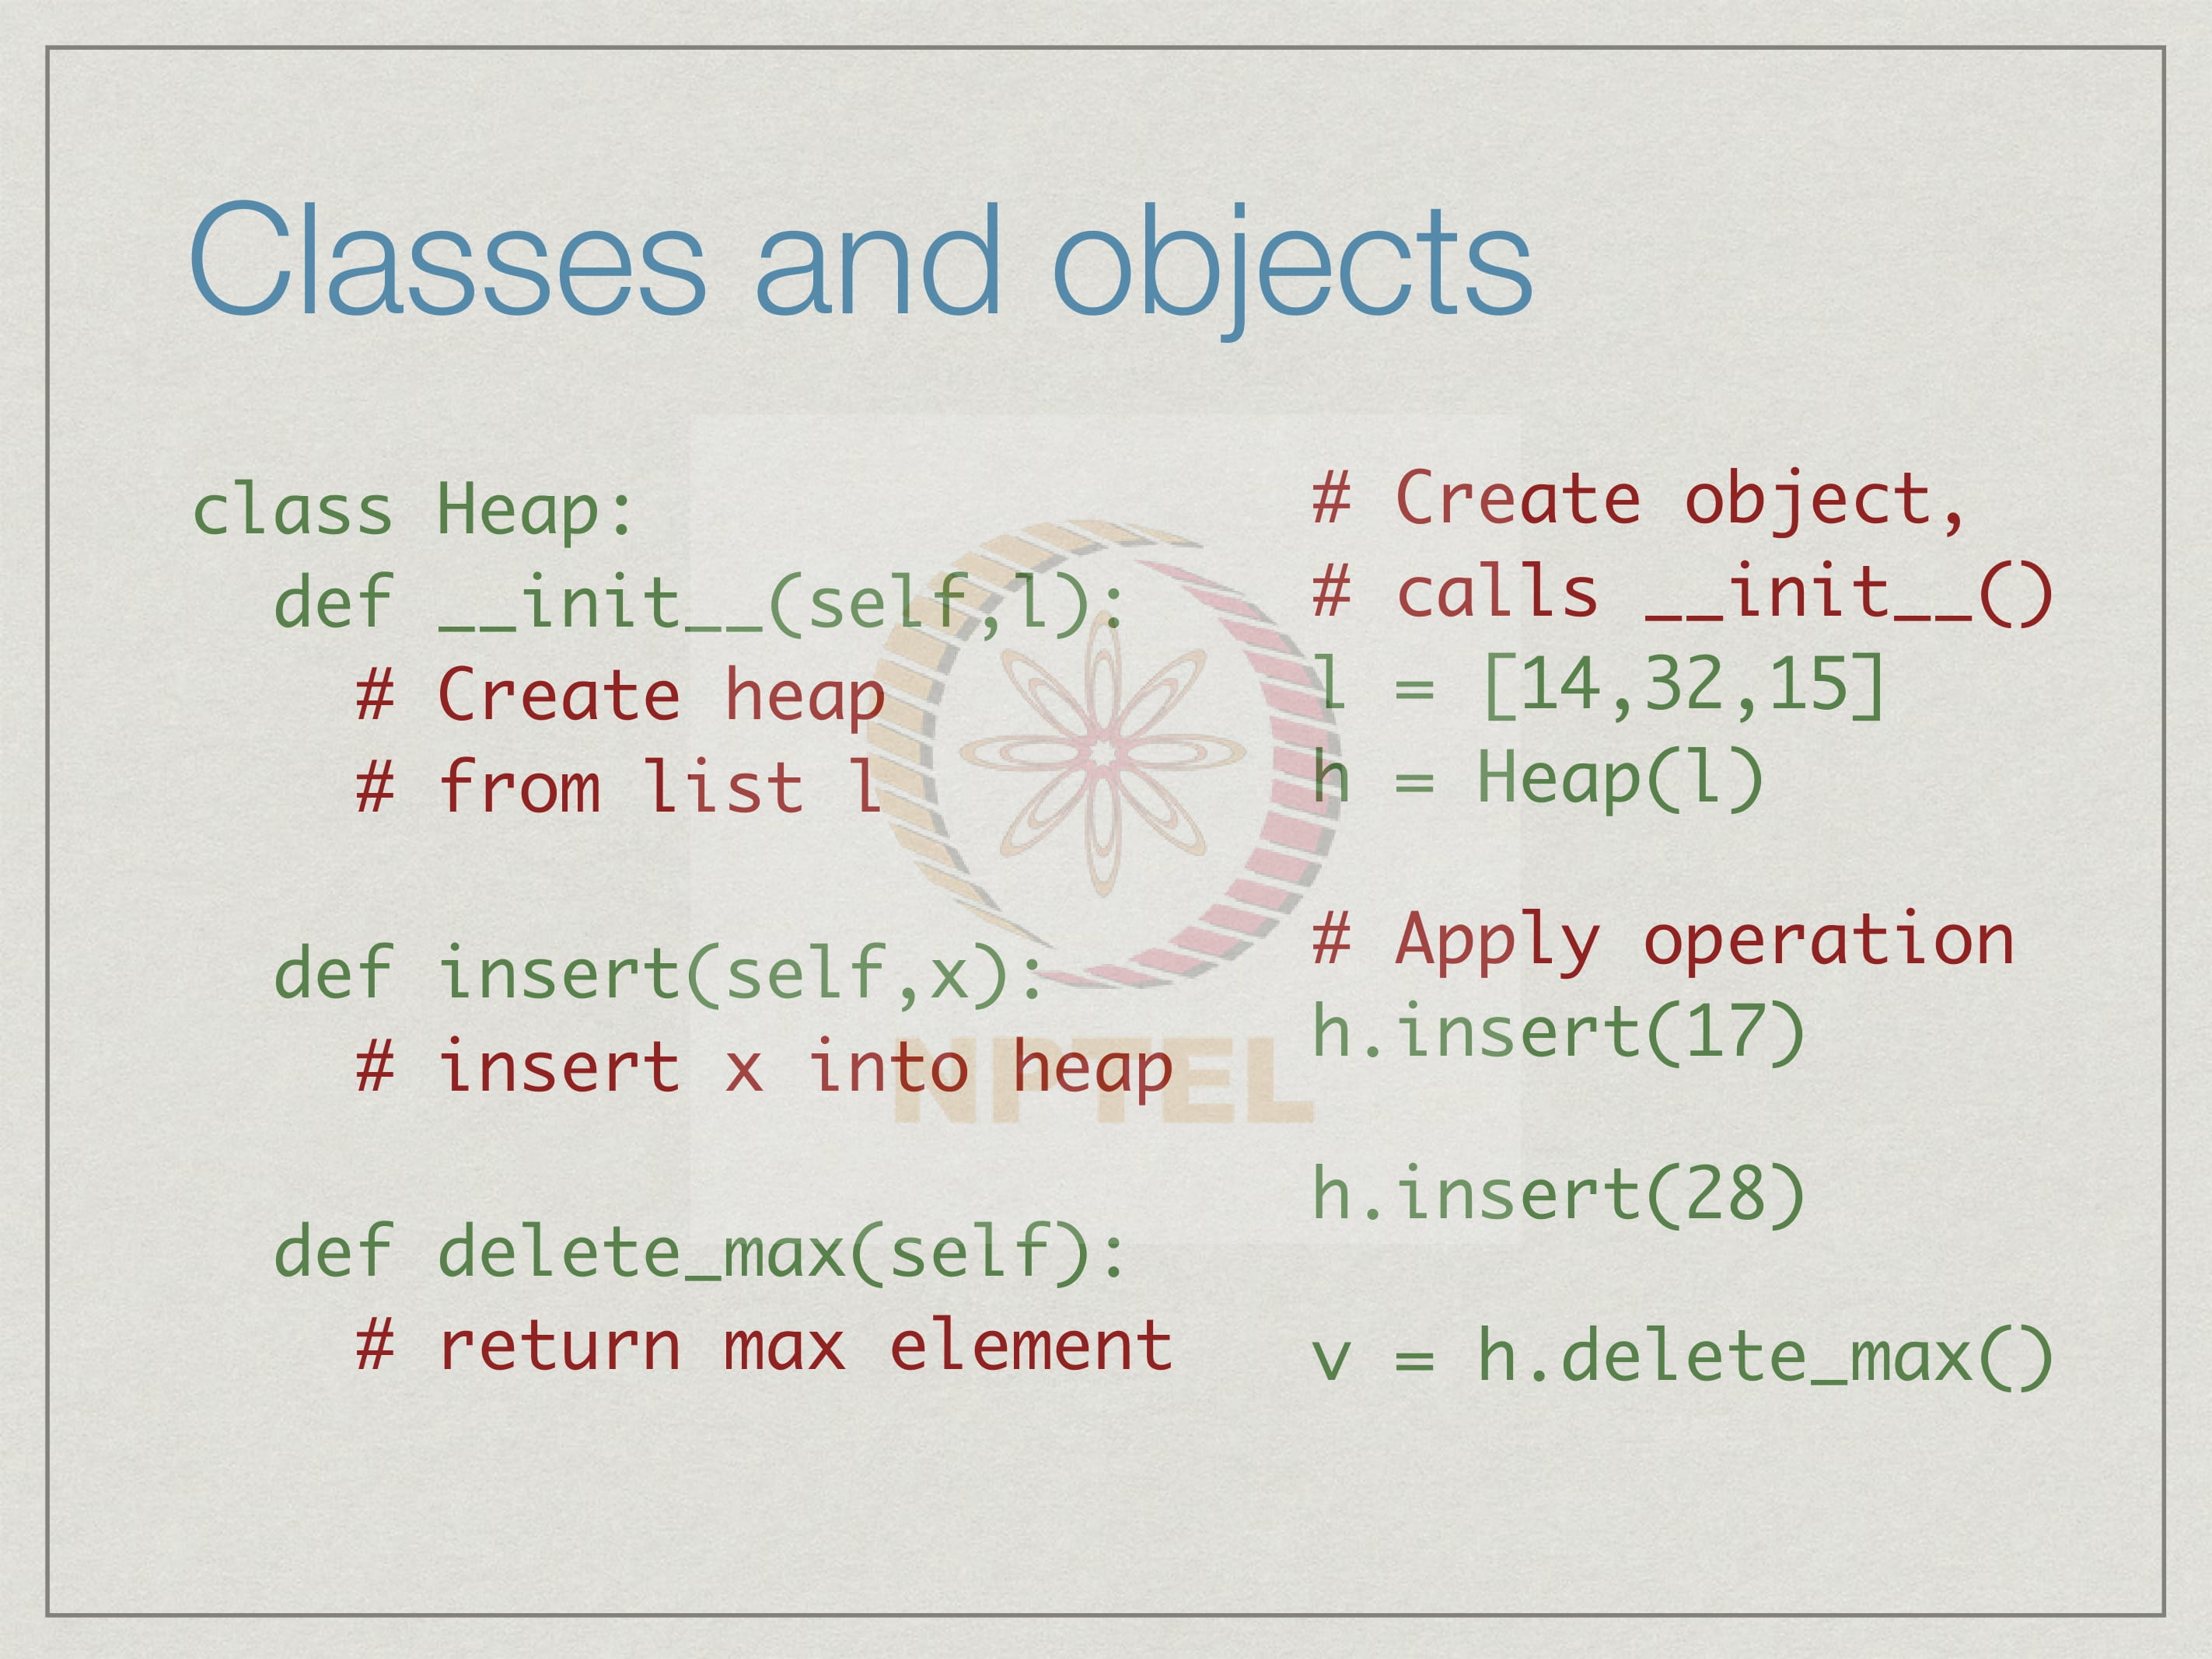 Classes and objects
class Heap:
def __init__(self,l):
# Create heap
# from list l
def insert(self,x):
# insert x into heap
def delete_max(self):
# return max element
# Create object,
# calls __init__()
l = [14,32,15]
h = Heap(l)
# Apply operation
h.insert(17)
h.insert(28)
v = h.delete_max()
NPTEL